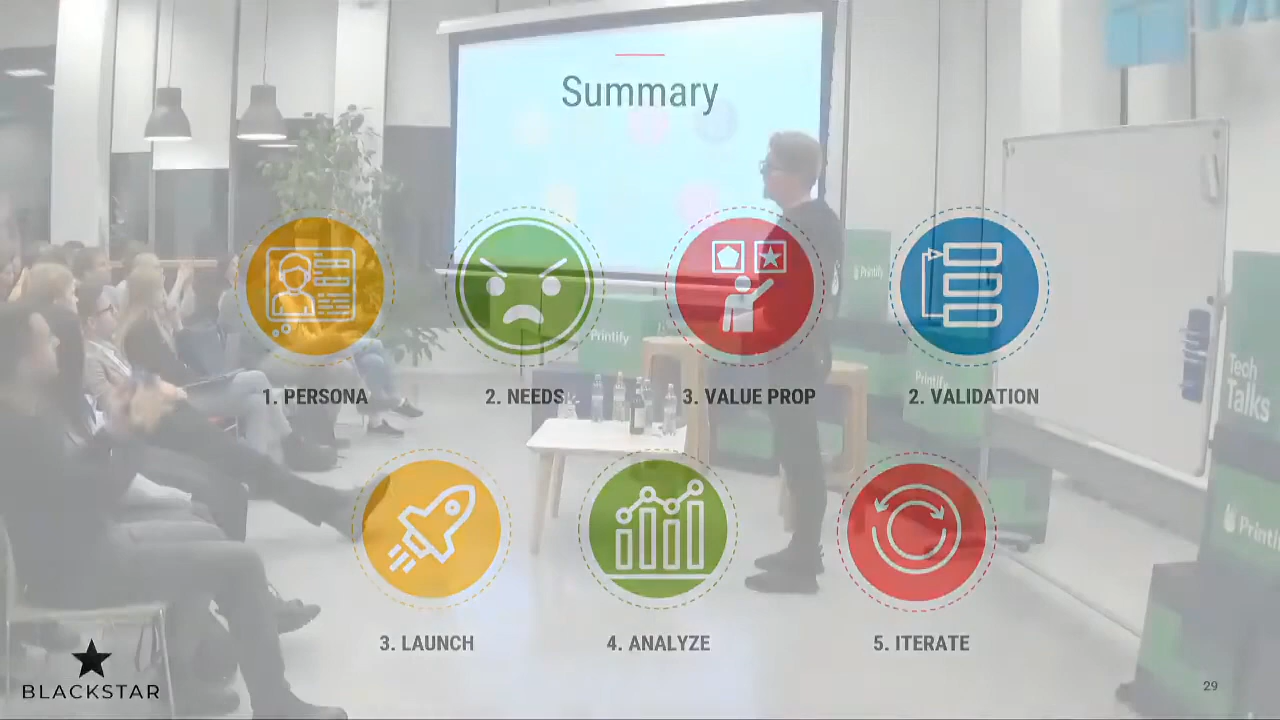 Summary
Printify
Printify
Printify
1. PERSONA
2. NEEDS
3. VALUE PROP
2. VALIDATION
Tech
Talks
Printify
3. LAUNCH
4. ANALYZE
5. ITERATE
BLACKSTAR
29